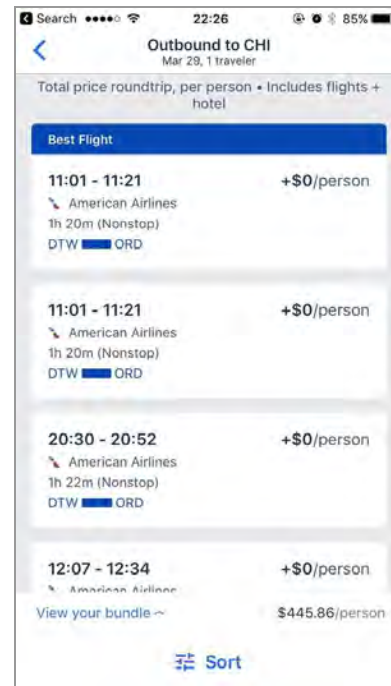 Search 22:26 85%
Outbound to CHI
Mar 29, 1 traveler
Total price roundtrip, per person • Includes flights +
hotel
Best Flight
11:01 - 11:21 +$0/person
American Airlines
1h 20m (Nonstop)
DTW ORD
11:01 - 11:21 +$0/person
American Airlines
1h 20m (Nonstop)
DTW ORD
20:30 - 20:52 +$0/person
American Airlines
1h 22m (Nonstop)
DTW ORD
12:07 - 12:34 +$0/person
American Airlines
View your bundle $445.86/person
Sort